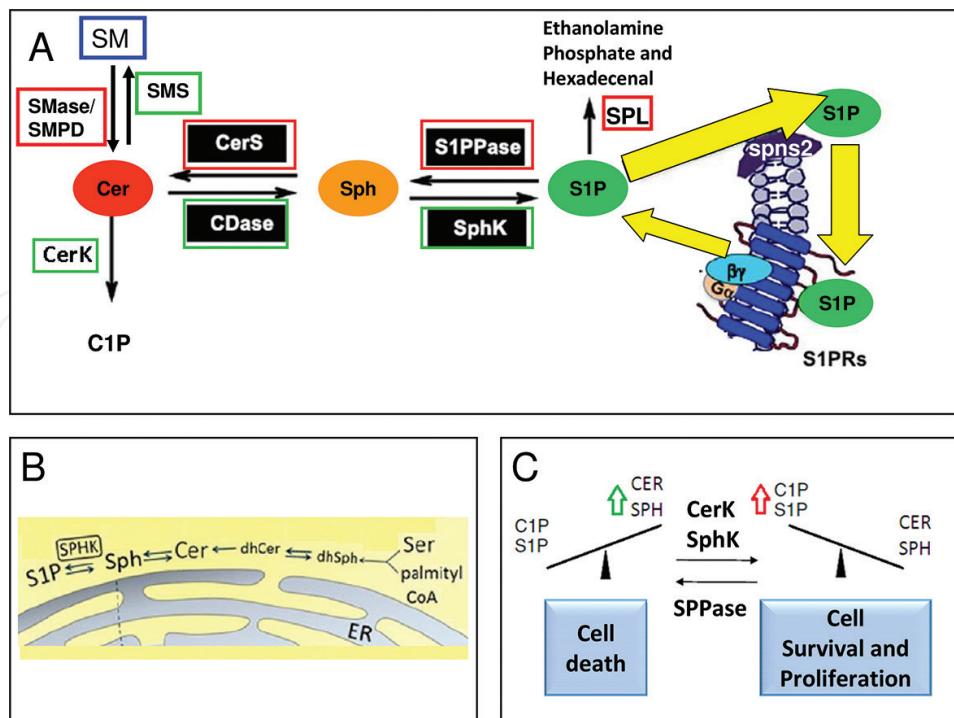 A
SM
SMase/
SMPD
SMS
Cer
CerK
C1P
CerS
CDase
Sph
S1PPase
SphK
Ethanolamine
Phosphate and
Hexadecenal
SPL
S1P
S1P
spns2
βγ
Gα
S1P
S1PRs
B
SPHK
S1P
Sph
Cer
dhCer
dhSph
Ser
palmityl
CoA
ER
C
C1P
S1P
CER
SPH
CerK
SphK
SPPase
C1P
S1P
CER
SPH
Cell
death
Cell
Survival and
Proliferation